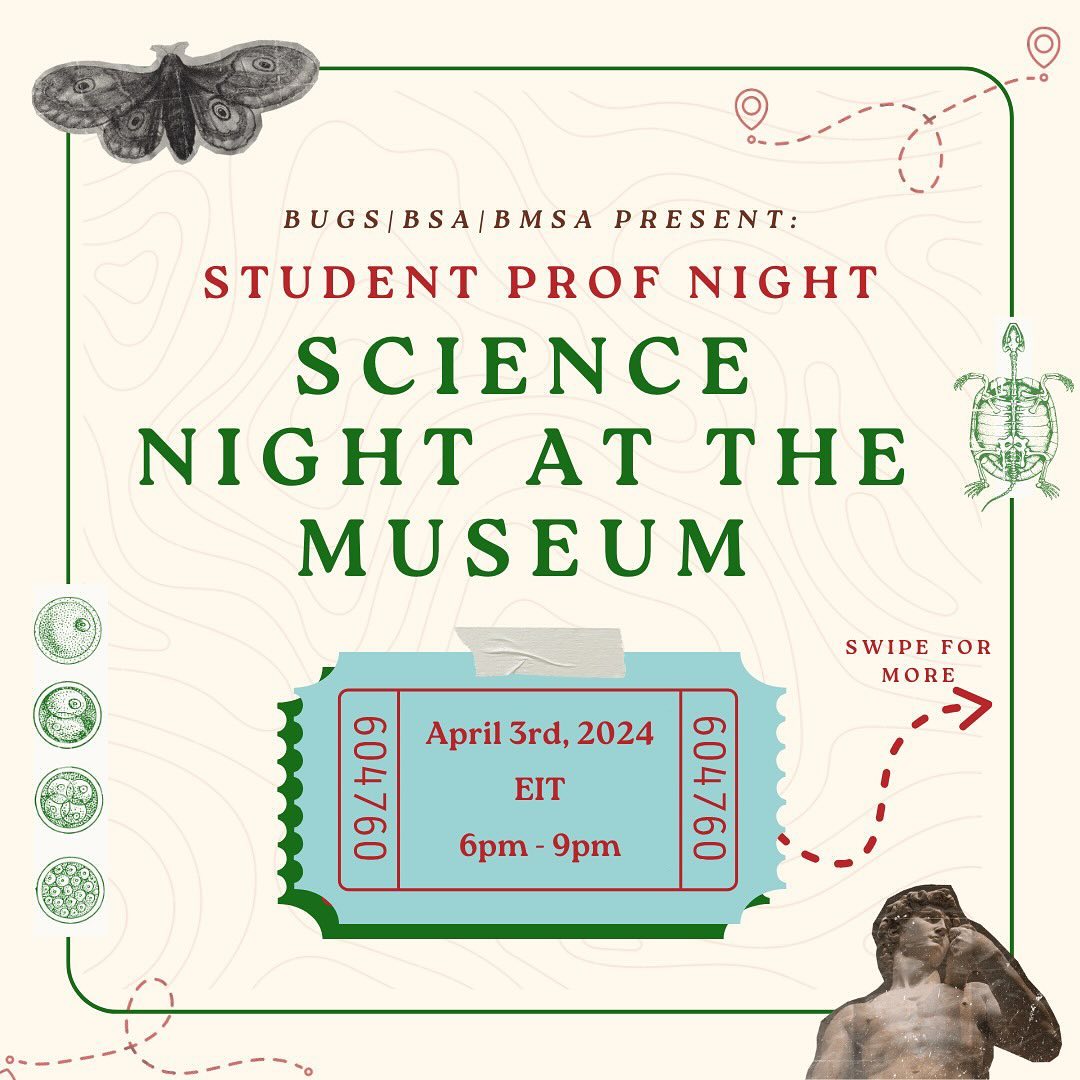 BUGS|BSA|BMSA PRESENT:
STUDENT PROF NIGHT
SCIENCE
NIGHT AT THE
MUSEUM
SWIPE FOR
MORE
604760
April 3rd, 2024
EIT
6pm - 9pm
604760